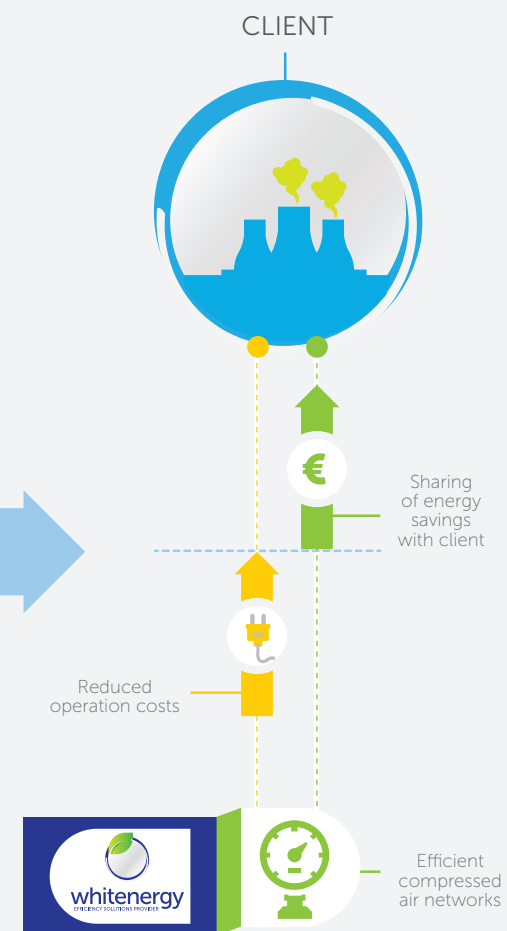 CLIENT
€
Sharing
of energy
savings
with client
Reduced
operation costs
whitenergy
EFFICIENCY SOLUTIONS PROVIDER
Efficient
compressed
air networks